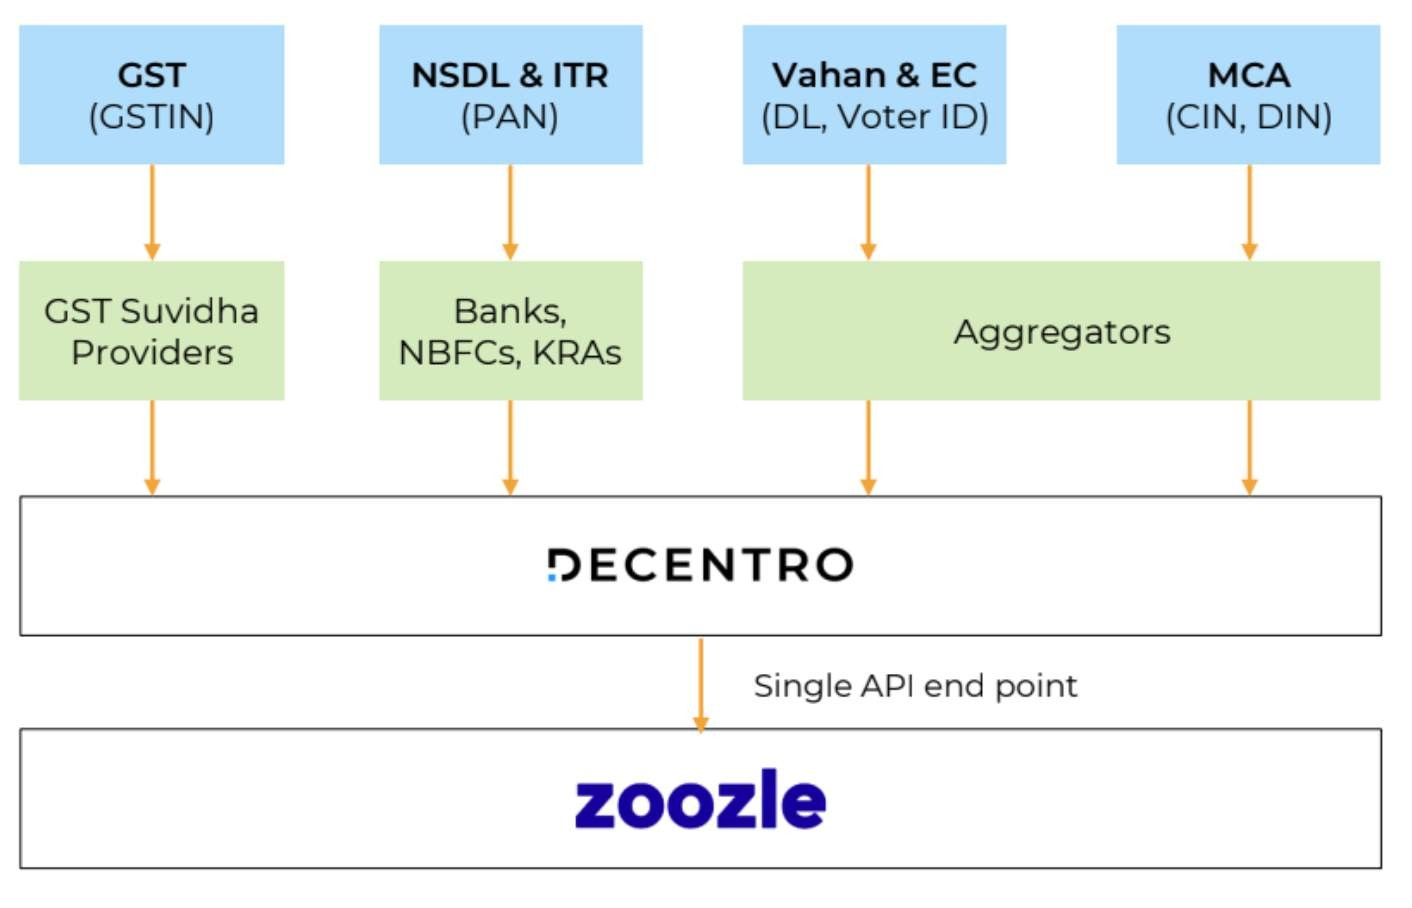 GST
(GSTIN)
NSDL & ITR
(PAN)
Vahan & EC
(DL, Voter ID)
MCA
(CIN, DIN)
GST Suvidha
Providers
Banks,
NBFCs, KRAs
Aggregators
DECENTRO
Single API end point
zoozle